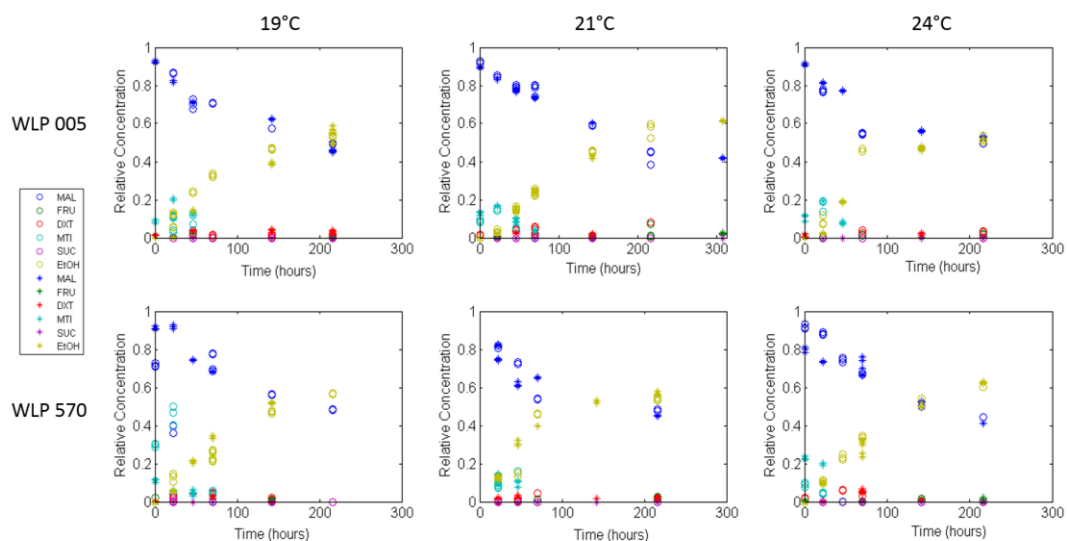 19°C 21°C 24°C
WLP 005
1
0.8
0.6
0.4
0.2
0
Relative Concentration
0 100 200 300
Time (hours)
1
0.8
0.6
0.4
0.2
0
Relative Concentration
0 100 200 300
Time (hours)
1
0.8
0.6
0.4
0.2
0
Relative Concentration
0 100 200 300
Time (hours)
MAL
FRU
DXT
MTI
SUC
EtOH
MAL
FRU
DXT
MTI
SUC
EtOH
WLP 570
1
0.8
0.6
0.4
0.2
0
Relative Concentration
0 100 200 300
Time (hours)
1
0.8
0.6
0.4
0.2
0
Relative Concentration
0 100 200 300
Time (hours)
1
0.8
0.6
0.4
0.2
0
Relative Concentration
0 100 200 300
Time (hours)